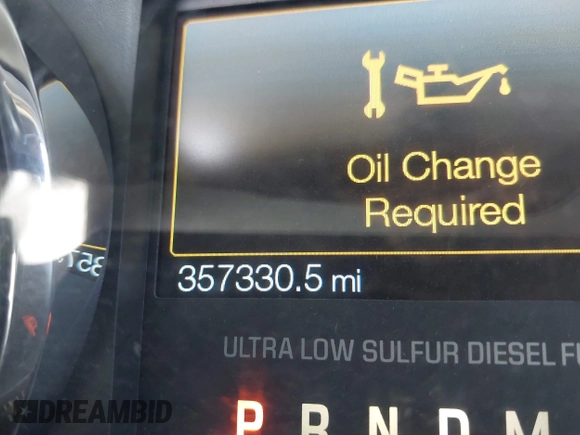 Oil Change
Required
357330.5 mi
ULTRA LOW SULFUR DIESEL
P R N D M
DREAMBID